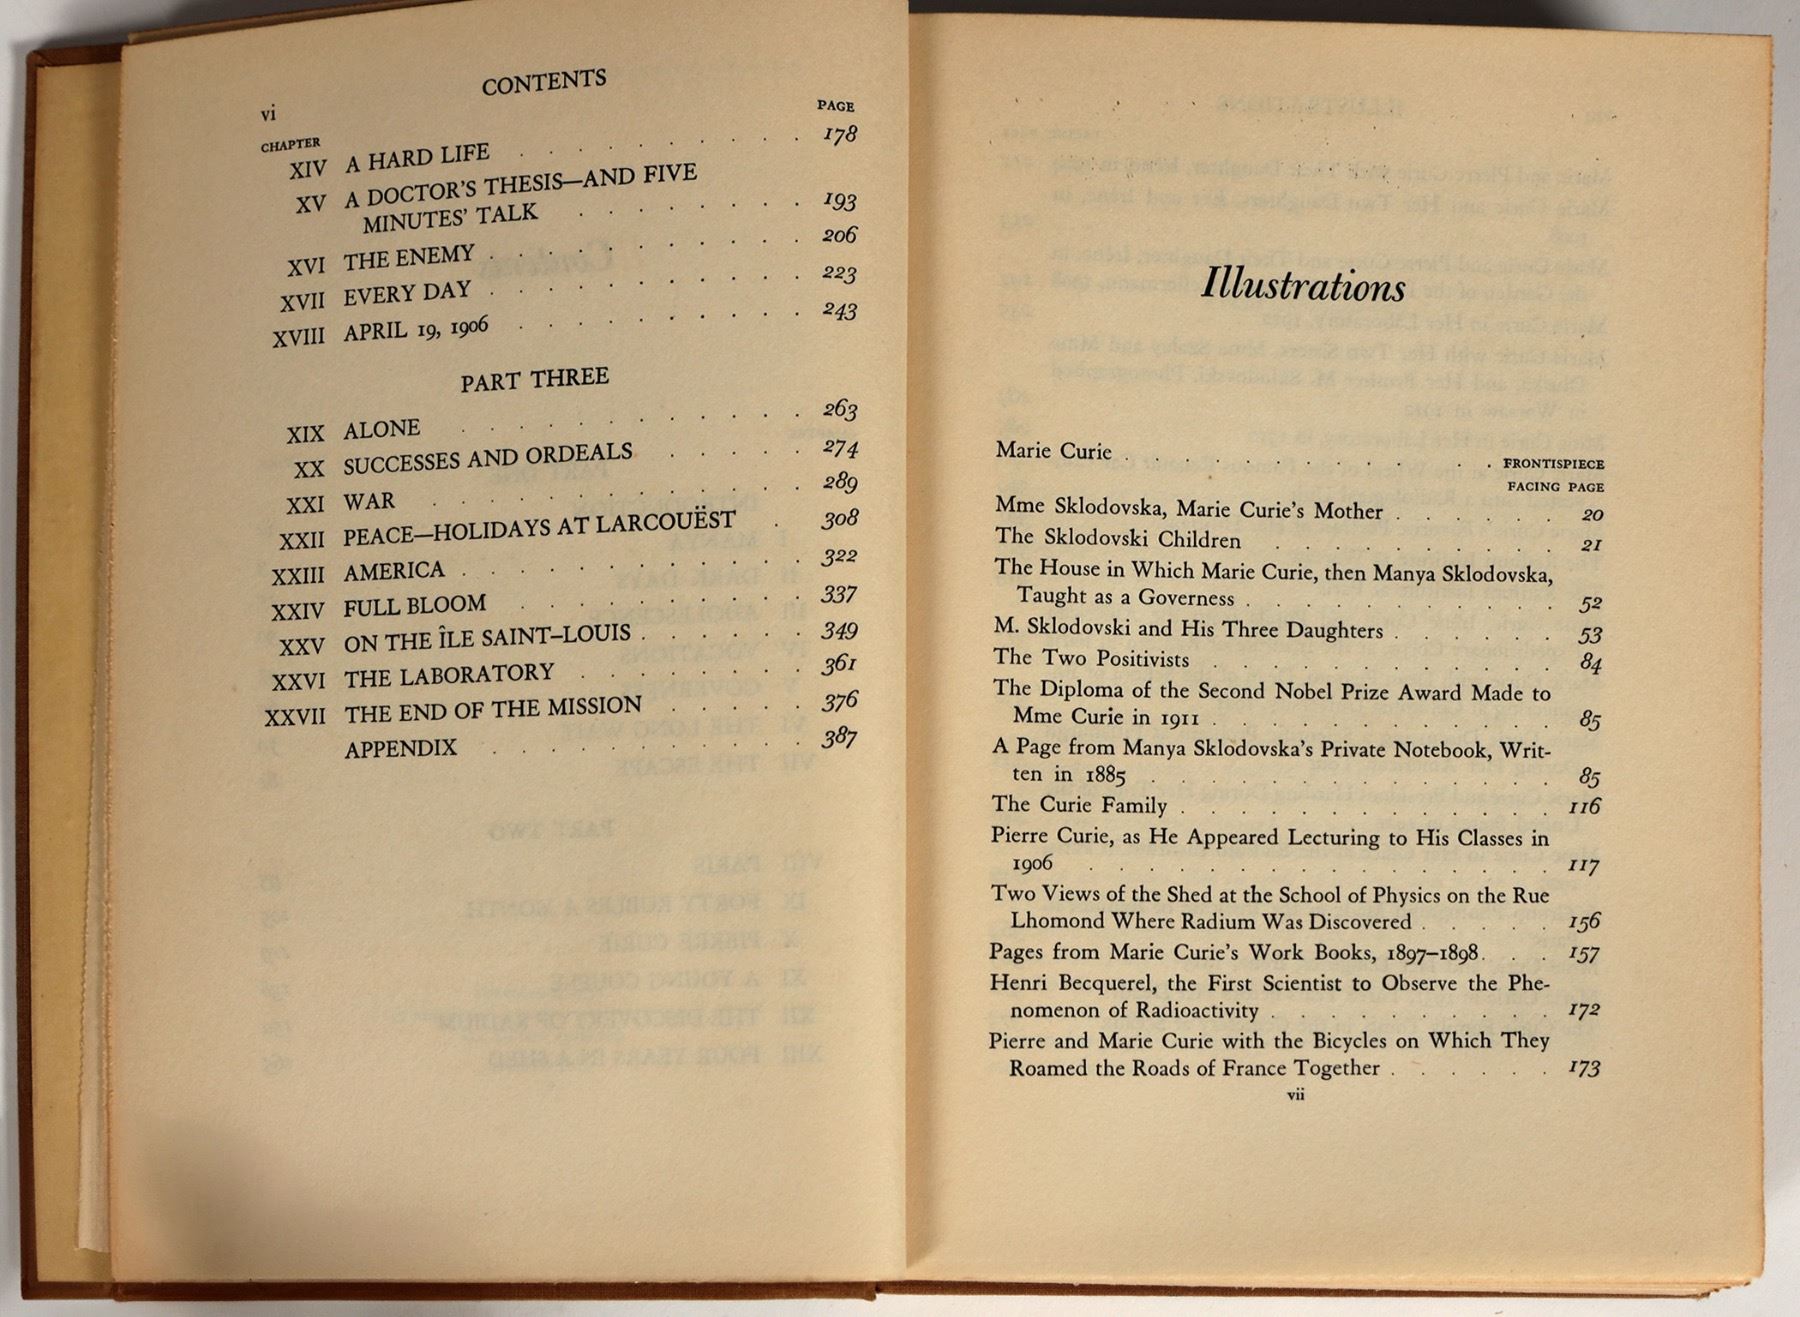 CONTENTS
vi
CHAPTER PAGE
XIV A HARD LIFE . . . . . . . . 178
XV A DOCTOR'S THESIS—AND FIVE
MINUTES' TALK . . . . . . . 193
XVI THE ENEMY . . . . . . . . . 206
XVII EVERY DAY . . . . . . . . . 223
XVIII APRIL 19, 1906 . . . . . . . . 243
PART THREE
XIX ALONE . . . . . . . . . 263
XX SUCCESSES AND ORDEALS . . . . . 274
XXI WAR . . . . . . . . . . 289
XXII PEACE—HOLIDAYS AT LARCOUËST . 308
XXIII AMERICA . . . . . . . . . 322
XXIV FULL BLOOM . . . . . . . . 337
XXV ON THE ÎLE SAINT-LOUIS . . . . . . 349
XXVI THE LABORATORY . . . . . . . 361
XXVII THE END OF THE MISSION . . . . . 376
APPENDIX . . . . . . . . . 387
Illustrations
Marie Curie . . . . . . . . . . . . FRONTISPIECE
FACING PAGE
Mme Sklodovska, Marie Curie's Mother . . . . . . 20
The Sklodovski Children . . . . . . . . . . 21
The House in Which Marie Curie, then Manya Sklodovska,
Taught as a Governess . . . . . . . . . . . 52
M. Sklodovski and His Three Daughters . . . . . . 53
The Two Positivists . . . . . . . . . . . . 84
The Diploma of the Second Nobel Prize Award Made to
Mme Curie in 1911 . . . . . . . . . . . . 85
A Page from Manya Sklodovska's Private Notebook, Writ-
ten in 1885 . . . . . . . . . . . . . . 85
The Curie Family . . . . . . . . . . . . . 116
Pierre Curie, as He Appeared Lecturing to His Classes in
1906 . . . . . . . . . . . . . . . . 117
Two Views of the Shed at the School of Physics on the Rue
Lhomond Where Radium Was Discovered . . . . . 156
Pages from Marie Curie's Work Books, 1897–1898 . . . 157
Henri Becquerel, the First Scientist to Observe the Phe-
nomenon of Radioactivity . . . . . . . . . . 172
Pierre and Marie Curie with the Bicycles on Which They
Roamed the Roads of France Together . . . . . . 173
vii